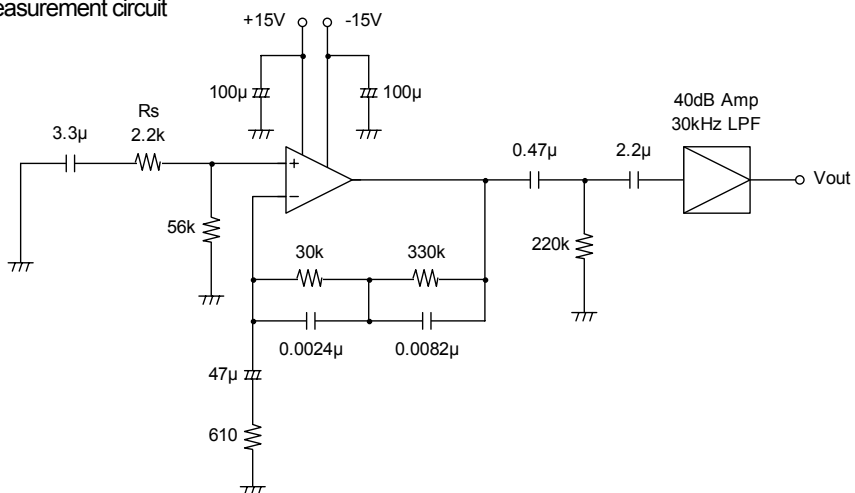 easurement circuit
+15V
-15V
100µ
100µ
Rs
2.2k
3.3µ
40dB Amp
30kHz LPF
0.47µ
2.2µ
+
−
Vout
56k
30k
330k
220k
0.0024µ
0.0082µ
47µ
610